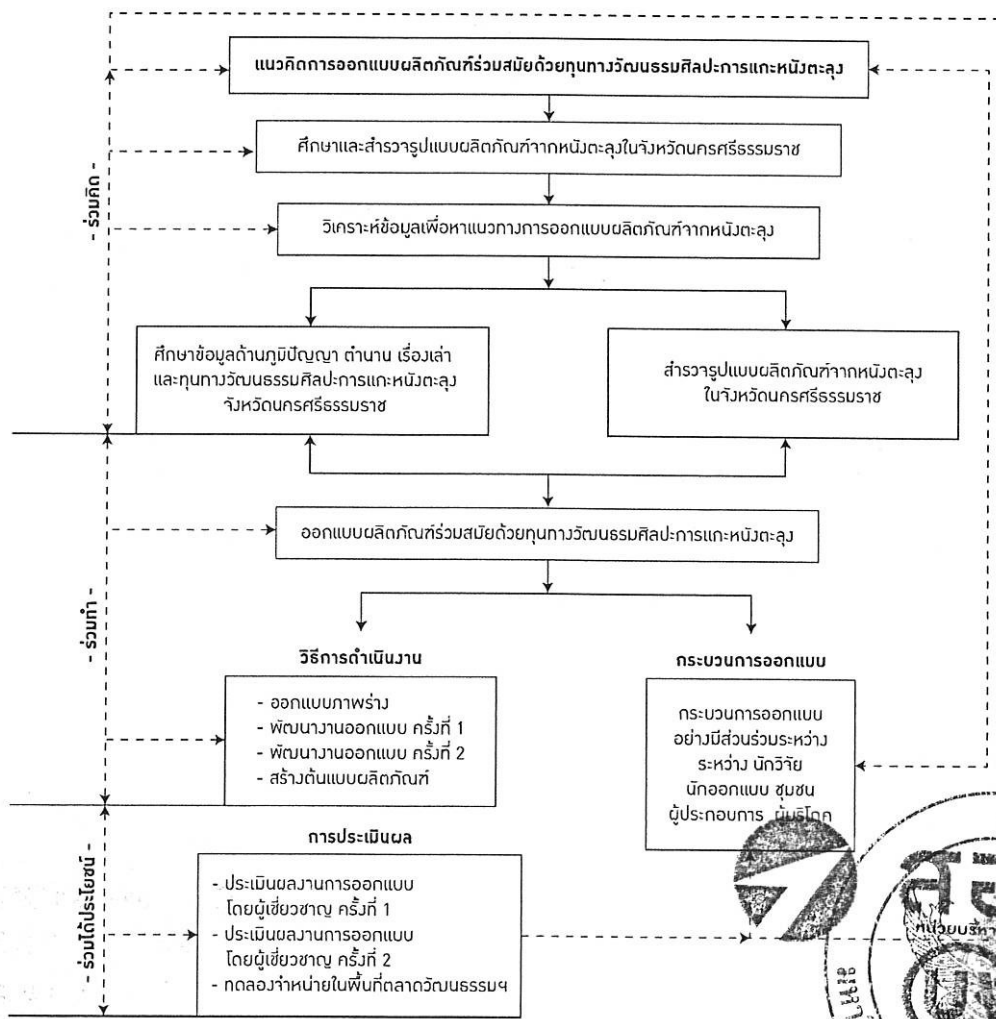 แนวคิดการออกแบบผลิตภัณฑ์ร่วมสมัยด้วยทุนทางวัฒนธรรมศิลปะการแกะหนังตะลุง
ศึกษาและสำรวจรูปแบบผลิตภัณฑ์จากหนังตะลุงในจังหวัดนครศรีธรรมราช
- ร่วมคิด -
วิเคราะห์ข้อมูลเพื่อหาแนวทางการออกแบบผลิตภัณฑ์จากหนังตะลุง
ศึกษาข้อมูลด้านภูมิปัญญา ตำนาน เรื่องเล่า
และทุนทางวัฒนธรรมศิลปะการแกะหนังตะลุง
จังหวัดนครศรีธรรมราช
สำรวจรูปแบบผลิตภัณฑ์จากหนังตะลุง
ในจังหวัดนครศรีธรรมราช
ออกแบบผลิตภัณฑ์ร่วมสมัยด้วยทุนทางวัฒนธรรมศิลปะการแกะหนังตะลุง
- ร่วมทำ -
วิธีการดำเนินงาน
- ออกแบบภาพร่าง
- พัฒนางานออกแบบ ครั้งที่ 1
- พัฒนางานออกแบบ ครั้งที่ 2
- สร้างต้นแบบผลิตภัณฑ์
กระบวนการออกแบบ
กระบวนการออกแบบ
อย่างมีส่วนร่วมระหว่าง
ระหว่าง นักวิจัย
นักออกแบบ ชุมชน
ผู้ประกอบการ ผู้บริโภค
- ร่วมได้ประโยชน์ -
การประเมินผล
- ประเมินผลงานการออกแบบ
โดยผู้เชี่ยวชาญ ครั้งที่ 1
- ประเมินผลงานการออกแบบ
โดยผู้เชี่ยวชาญ ครั้งที่ 2
- ทดลองจำหน่ายในพื้นที่ตลาดวัฒนธรรมฯ